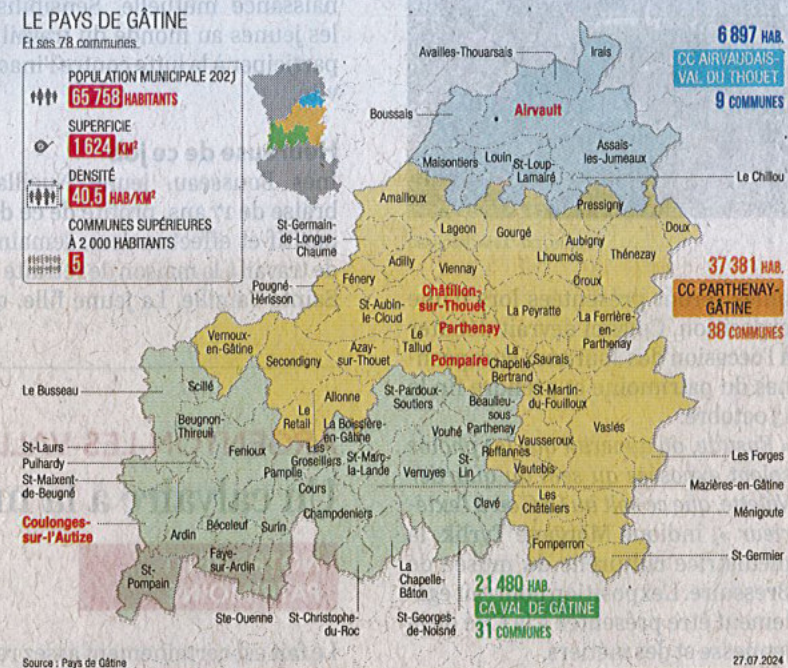 LE PAYS DE GÂTINE
Et ses 78 communes
POPULATION MUNICIPALE 2021
65 758 HABITANTS
SUPERFICIE
1 624 KM²
DENSITÉ
40,5 HAB/KM²
COMMUNES SUPÉRIEURES
À 2 000 HABITANTS
5
6 897 HAB.
CC AIRVAUDAIS-
VAL DU THOUET
9 COMMUNES
Availles-Thouarsais
Irais
Boussais
Airvault
Maisontiers
Louin
St-Loup-
Lamairé
Assais-
les-Jumeaux
Le Chillou
Pressigny
Amailloux
St-Germain-
de-Longue-
Chaume
Lageon
Gourgé
Aubigny
Lhoumois
Doux
Thénezay
Adilly
Viennay
Oroux
Pougné-
Hérisson
Fénery
Châtillon-
sur-Thouet
St-Aubin-
le-Cloud
La Peyratte
La Ferrière-
en-
Parthenay
37 381 HAB.
CC PARTHENAY-
GÂTINE
38 COMMUNES
Parthenay
Le
Tallud
Vernoux-
en-Gâtine
Secondigny
Azay-
sur-Thouet
Pompaire
La
Chapelle-
Bertrand
Saurais
St-Martin-
du-Fouilloux
Le Busseau
Scillé
Allonne
St-Pardoux-
Soutiers
Beaulieu-
sous-
Parthenay
Le
Retail
La Boissière-
en-Gâtine
Vasles
Beugnon-
Thireuil
Vouhé
Vausseroux
St-Laurs
Fenioux
Les
Groseillers
St-Marc-
la-Lande
St-
Lin
Reffannes
Les Forges
Puihardy
Pamplie
Verruyes
Vautebis
St-Maixent-
de-Beugné
Cours
Mazières-en-Gâtine
Clavé
Les
Châteliers
Ménigoute
Coulonges-
sur-l'Autize
Champdeniers
Ardin
Béceleuf
Surin
Fomperron
St-Germier
Faye-
sur-Ardin
St-
Pompain
La
Chapelle-
Bâton
Ste-Ouenne
St-Christophe-
du-Roc
St-Georges-
de-Noisné
21 480 HAB.
CA VAL DE GÂTINE
31 COMMUNES
Source : Pays de Gâtine
27.07.2024